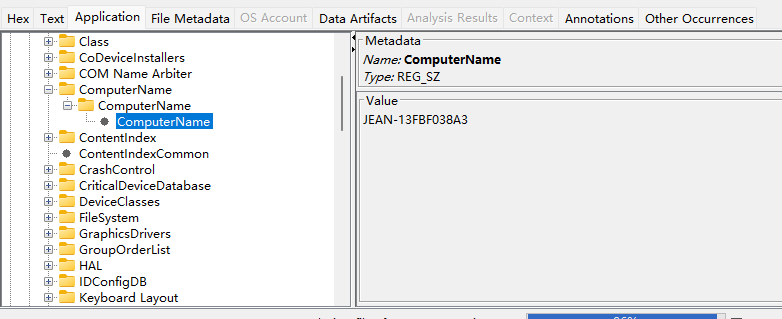 Hex Text Application File Metadata OS Account Data Artifacts Analysis Results Context Annotations Other Occurrences
Class
CoDeviceInstallers
COM Name Arbiter
ComputerName
ComputerName
ComputerName
ContentIndex
ContentIndexCommon
CrashControl
CriticalDeviceDatabase
DeviceClasses
FileSystem
GraphicsDrivers
GroupOrderList
HAL
IDConfigDB
Keyboard Layout
Metadata
Name: ComputerName
Type: REG_SZ
Value
JEAN-13FBF038A3